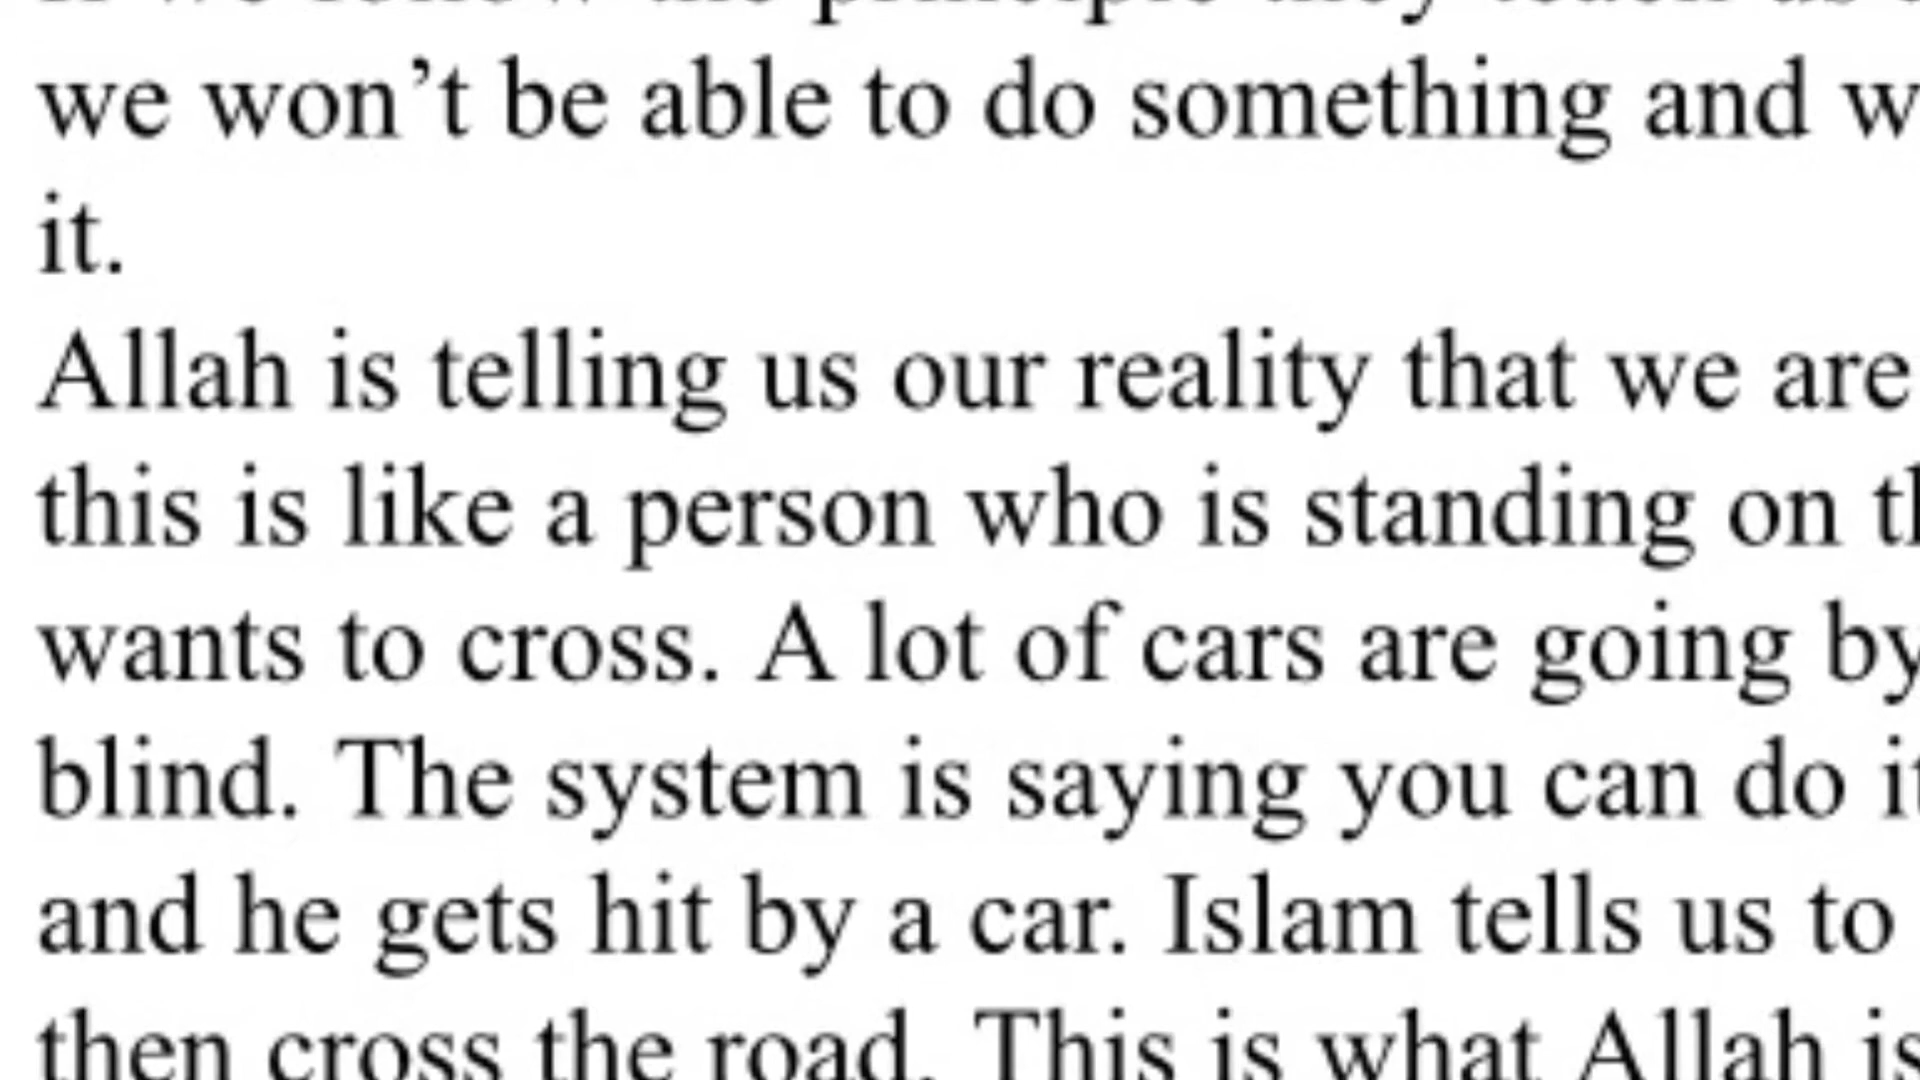 we won’t be able to do something and
it.
Allah is telling us our reality that we are
this is like a person who is standing on
wants to cross. A lot of cars are going by
blind. The system is saying you can do it
and he gets hit by a car. Islam tells us to
then cross the road. This is what Allah is